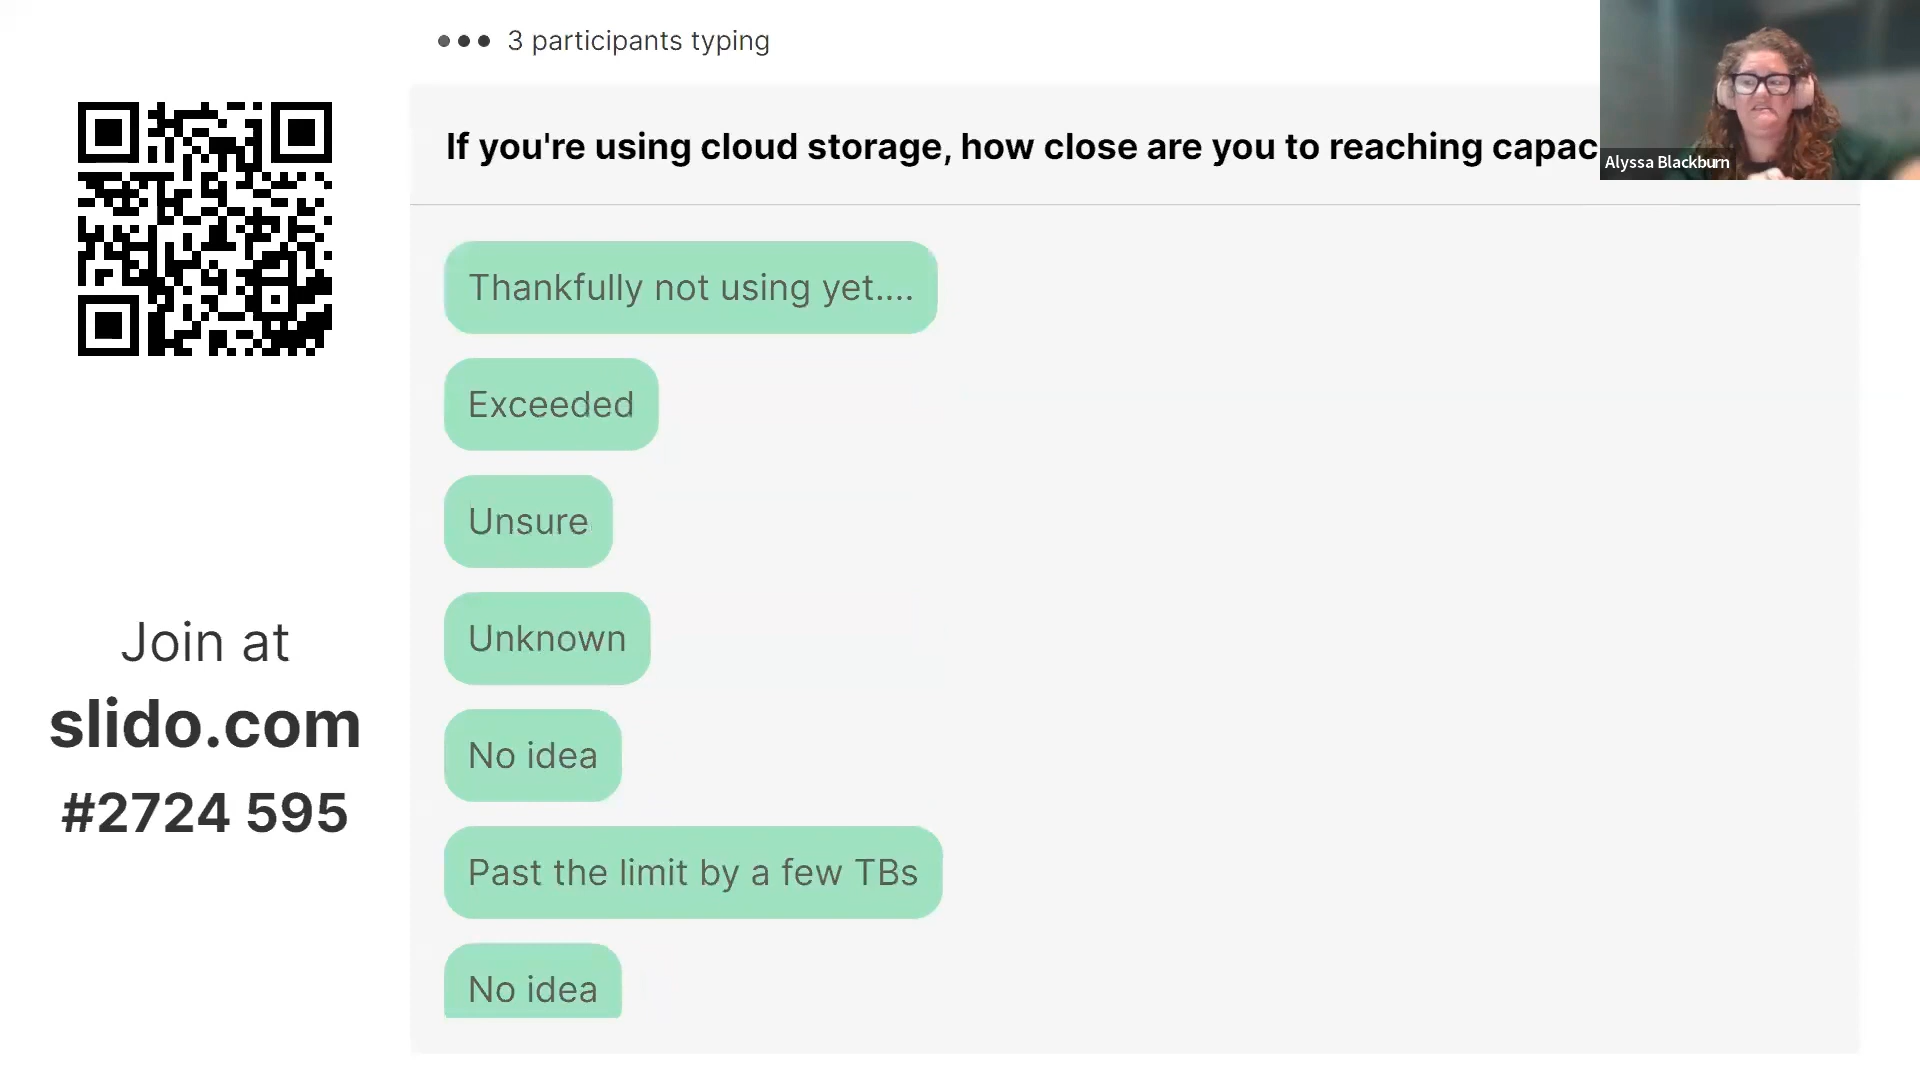 3 participants typing
If you're using cloud storage, how close are you to reaching capac
Alyssa Blackburn
Thankfully not using yet....
Exceeded
Unsure
Unknown
No idea
Past the limit by a few TBs
No idea
Join at
slido.com
#2724 595